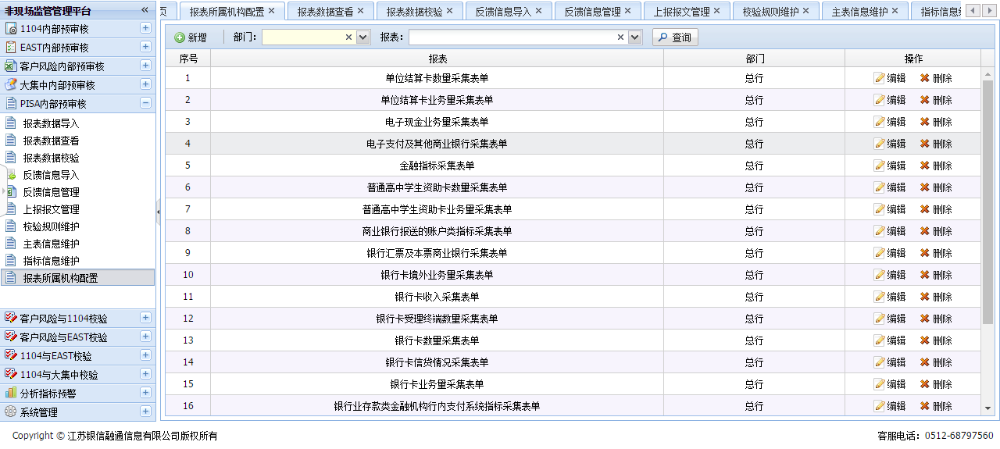 非现场监管管理平台
1104内部预审核
EAST内部预审核
客户风险内部预审核
大集中内部预审核
PISA内部预审核
报表数据导入
报表数据查看
报表数据校验
反馈信息导入
反馈信息管理
上报报文管理
校验规则维护
主表信息维护
指标信息维护
报表所属机构配置
客户风险与1104校验
客户风险与EAST校验
1104与EAST校验
1104与大集中校验
分析指标预警
系统管理
页 报表所属机构配置 报表数据查看 报表数据校验 反馈信息导入 反馈信息管理 上报报文管理 校验规则维护 主表信息维护 指标信息
新增 部门： 报表： 查询
序号 报表 部门 操作
1 单位结算卡数量采集表单 总行 编辑 删除
2 单位结算卡业务量采集表单 总行 编辑 删除
3 电子现金业务量采集表单 总行 编辑 删除
4 电子支付及其他商业银行采集表单 总行 编辑 删除
5 金融指标采集表单 总行 编辑 删除
6 普通高中学生资助卡数量采集表单 总行 编辑 删除
7 普通高中学生资助卡业务量采集表单 总行 编辑 删除
8 商业银行报送的账户类指标采集表单 总行 编辑 删除
9 银行汇票及本票商业银行采集表单 总行 编辑 删除
10 银行卡境外业务量采集表单 总行 编辑 删除
11 银行卡收入采集表单 总行 编辑 删除
12 银行卡受理终端数量采集表单 总行 编辑 删除
13 银行卡数量采集表单 总行 编辑 删除
14 银行卡信贷情况采集表单 总行 编辑 删除
15 银行卡业务量采集表单 总行 编辑 删除
16 银行业存款类金融机构行内支付系统指标采集表单 总行 编辑 删除
Copyright © 江苏银信融通信息有限公司版权所有 客服电话：0512-68797560